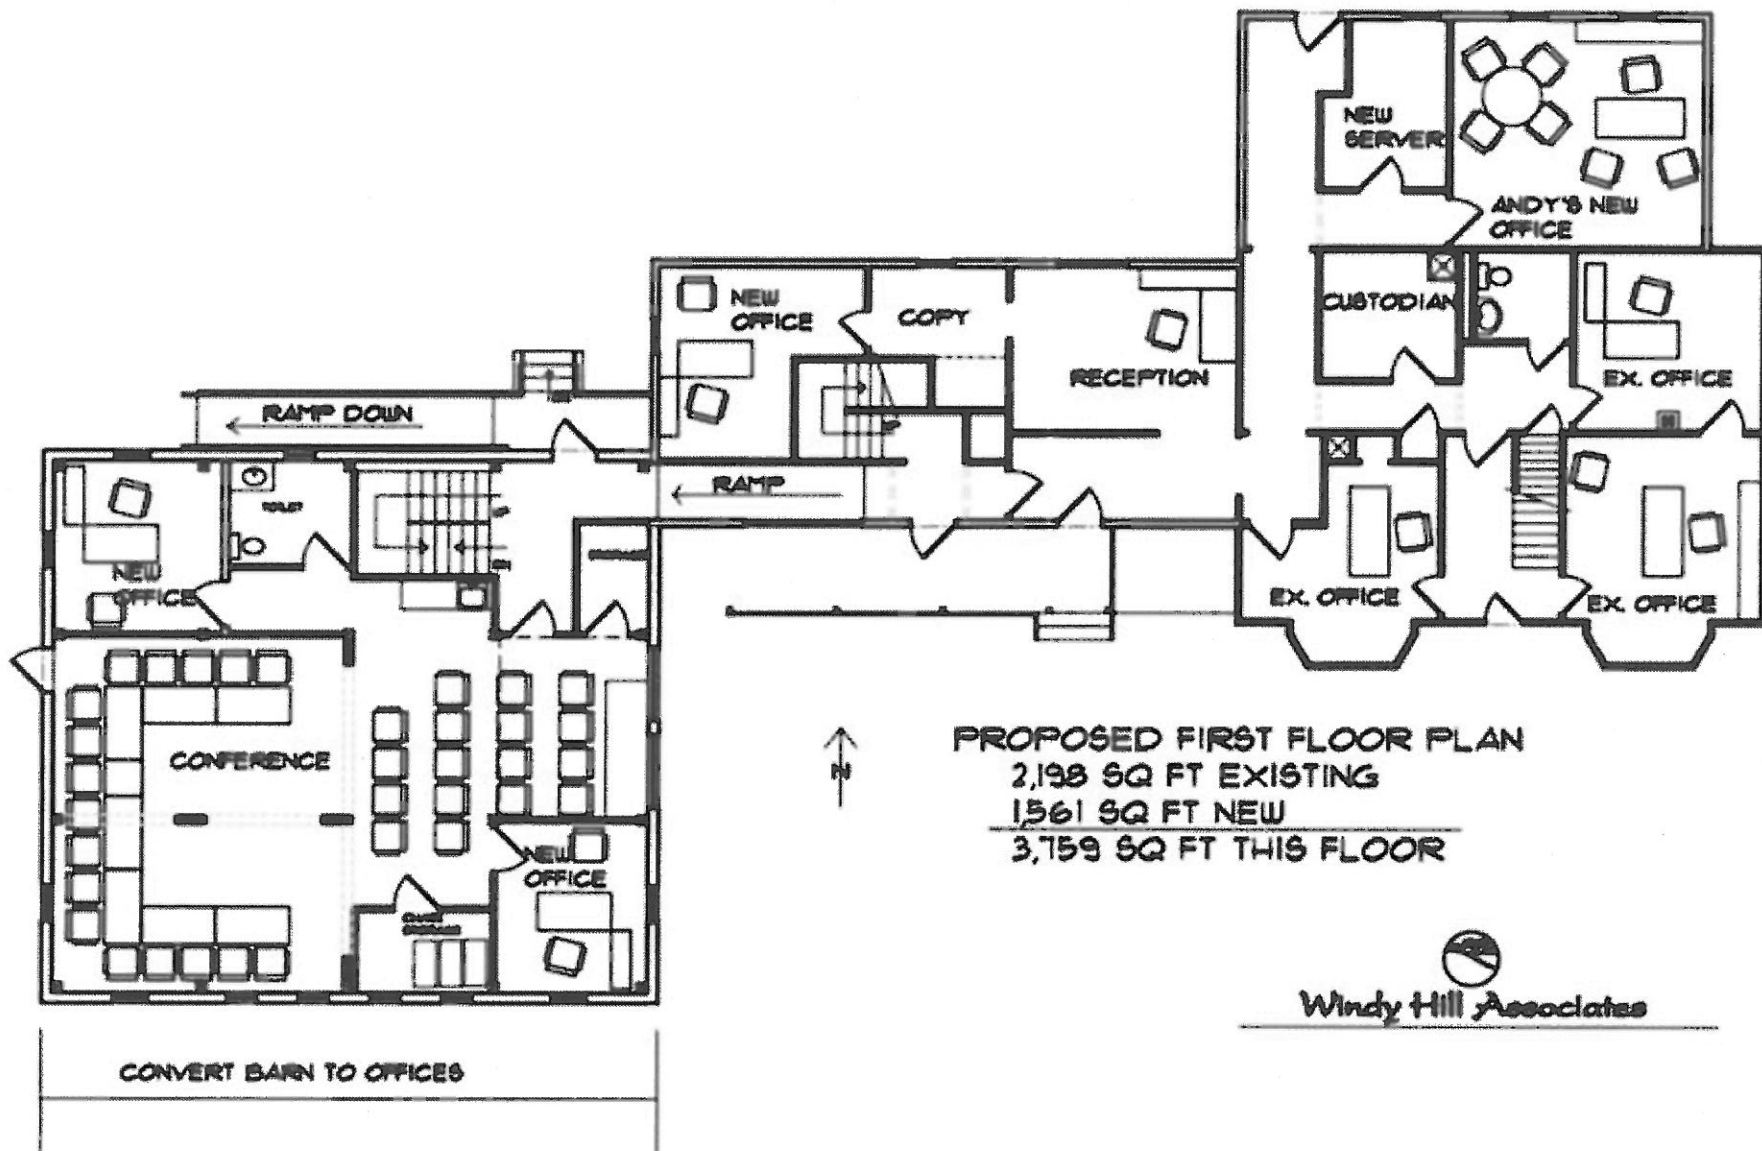 NEW
SERVER
ANDY'S NEW
OFFICE
NEW
OFFICE
COPY
RECEPTION
CUSTODIAN
EX. OFFICE
RAMP DOWN
RAMP
TOILET
NEW
OFFICE
EX. OFFICE
EX. OFFICE
CONFERENCE
NEW
OFFICE
N
PROPOSED FIRST FLOOR PLAN
2,198 SQ FT EXISTING
1,561 SQ FT NEW
3,759 SQ FT THIS FLOOR
Windy Hill Associates
CONVERT BARN TO OFFICES